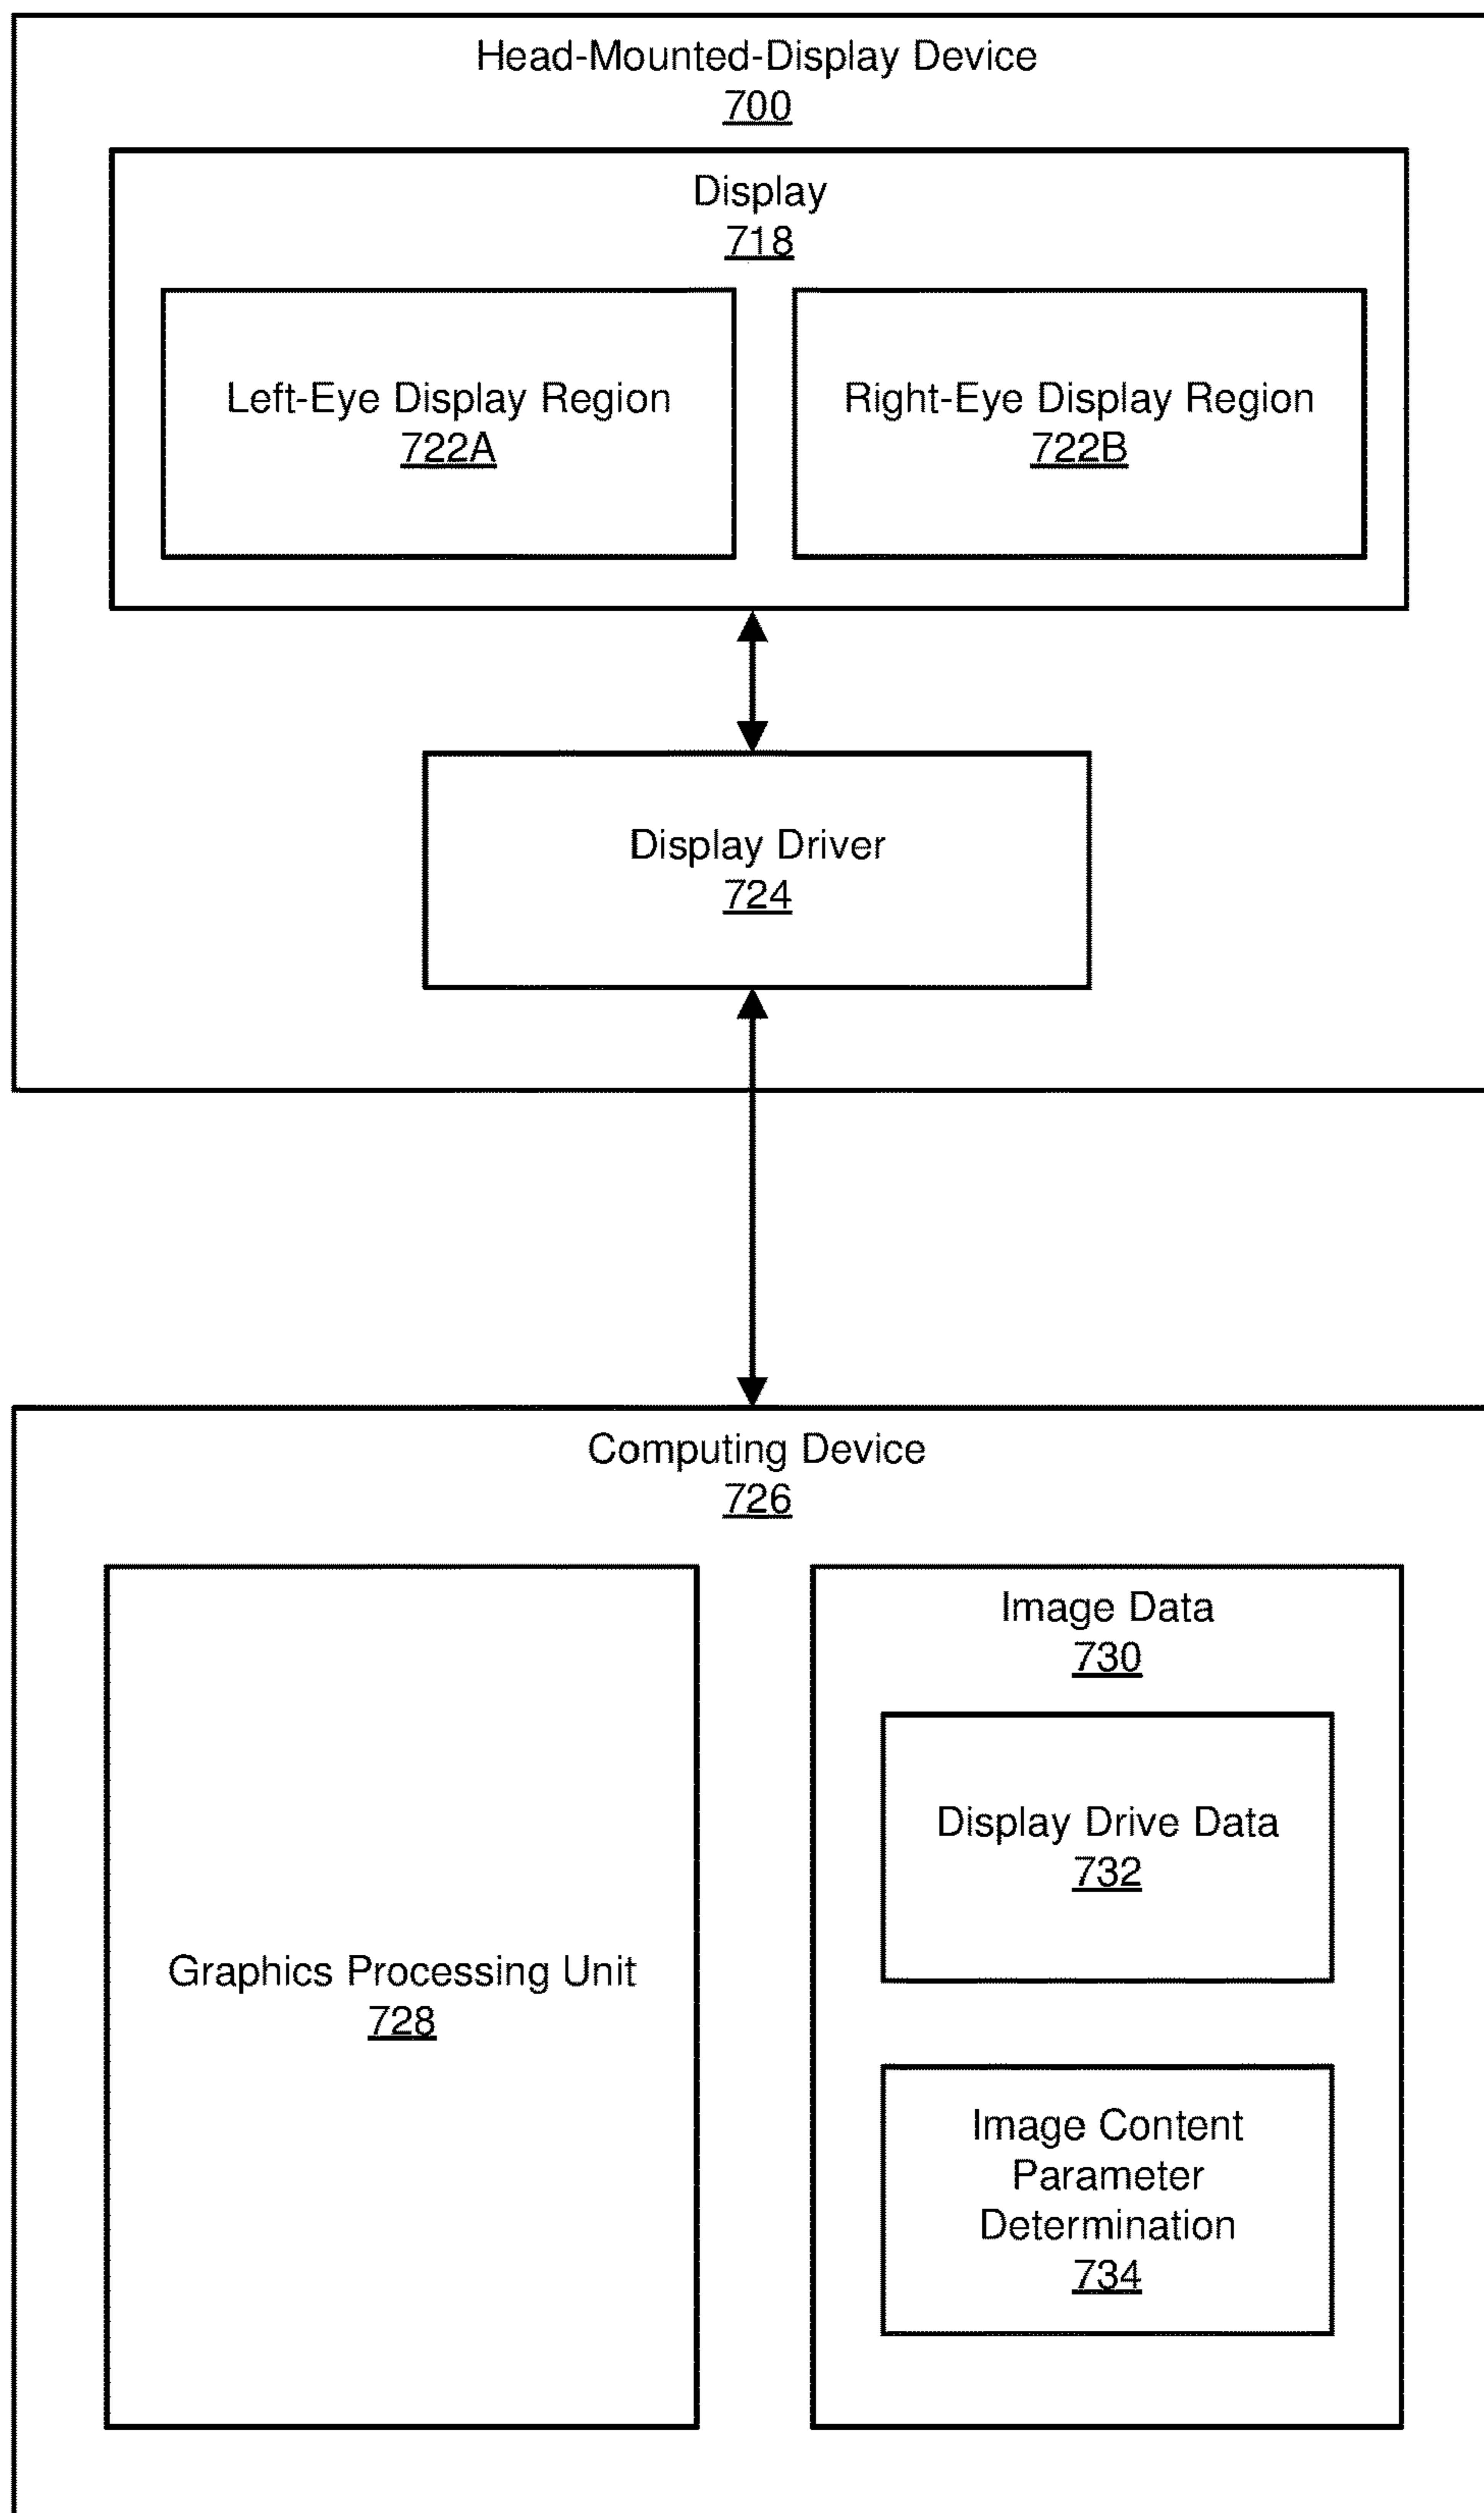 Head-Mounted-Display Device
700
Display
718
Left-Eye Display Region
722A
Right-Eye Display Region
722B
Display Driver
724
Computing Device
726
Graphics Processing Unit
728
Image Data
730
Display Drive Data
732
Image Content
Parameter
Determination
734